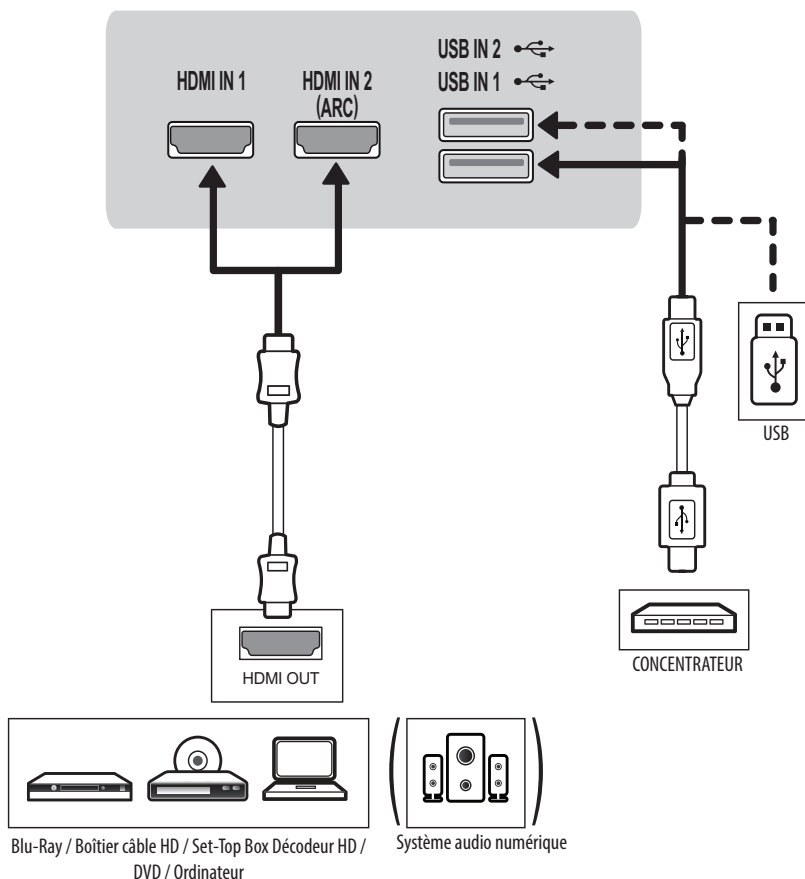 USB IN 2
HDMI IN 1
HDMI IN 2
(ARC)
USB IN 1
USB
CONCENTRATEUR
HDMI OUT
Blu-Ray / Boîtier câble HD / Set-Top Box Décodeur HD /
DVD / Ordinateur
Système audio numérique